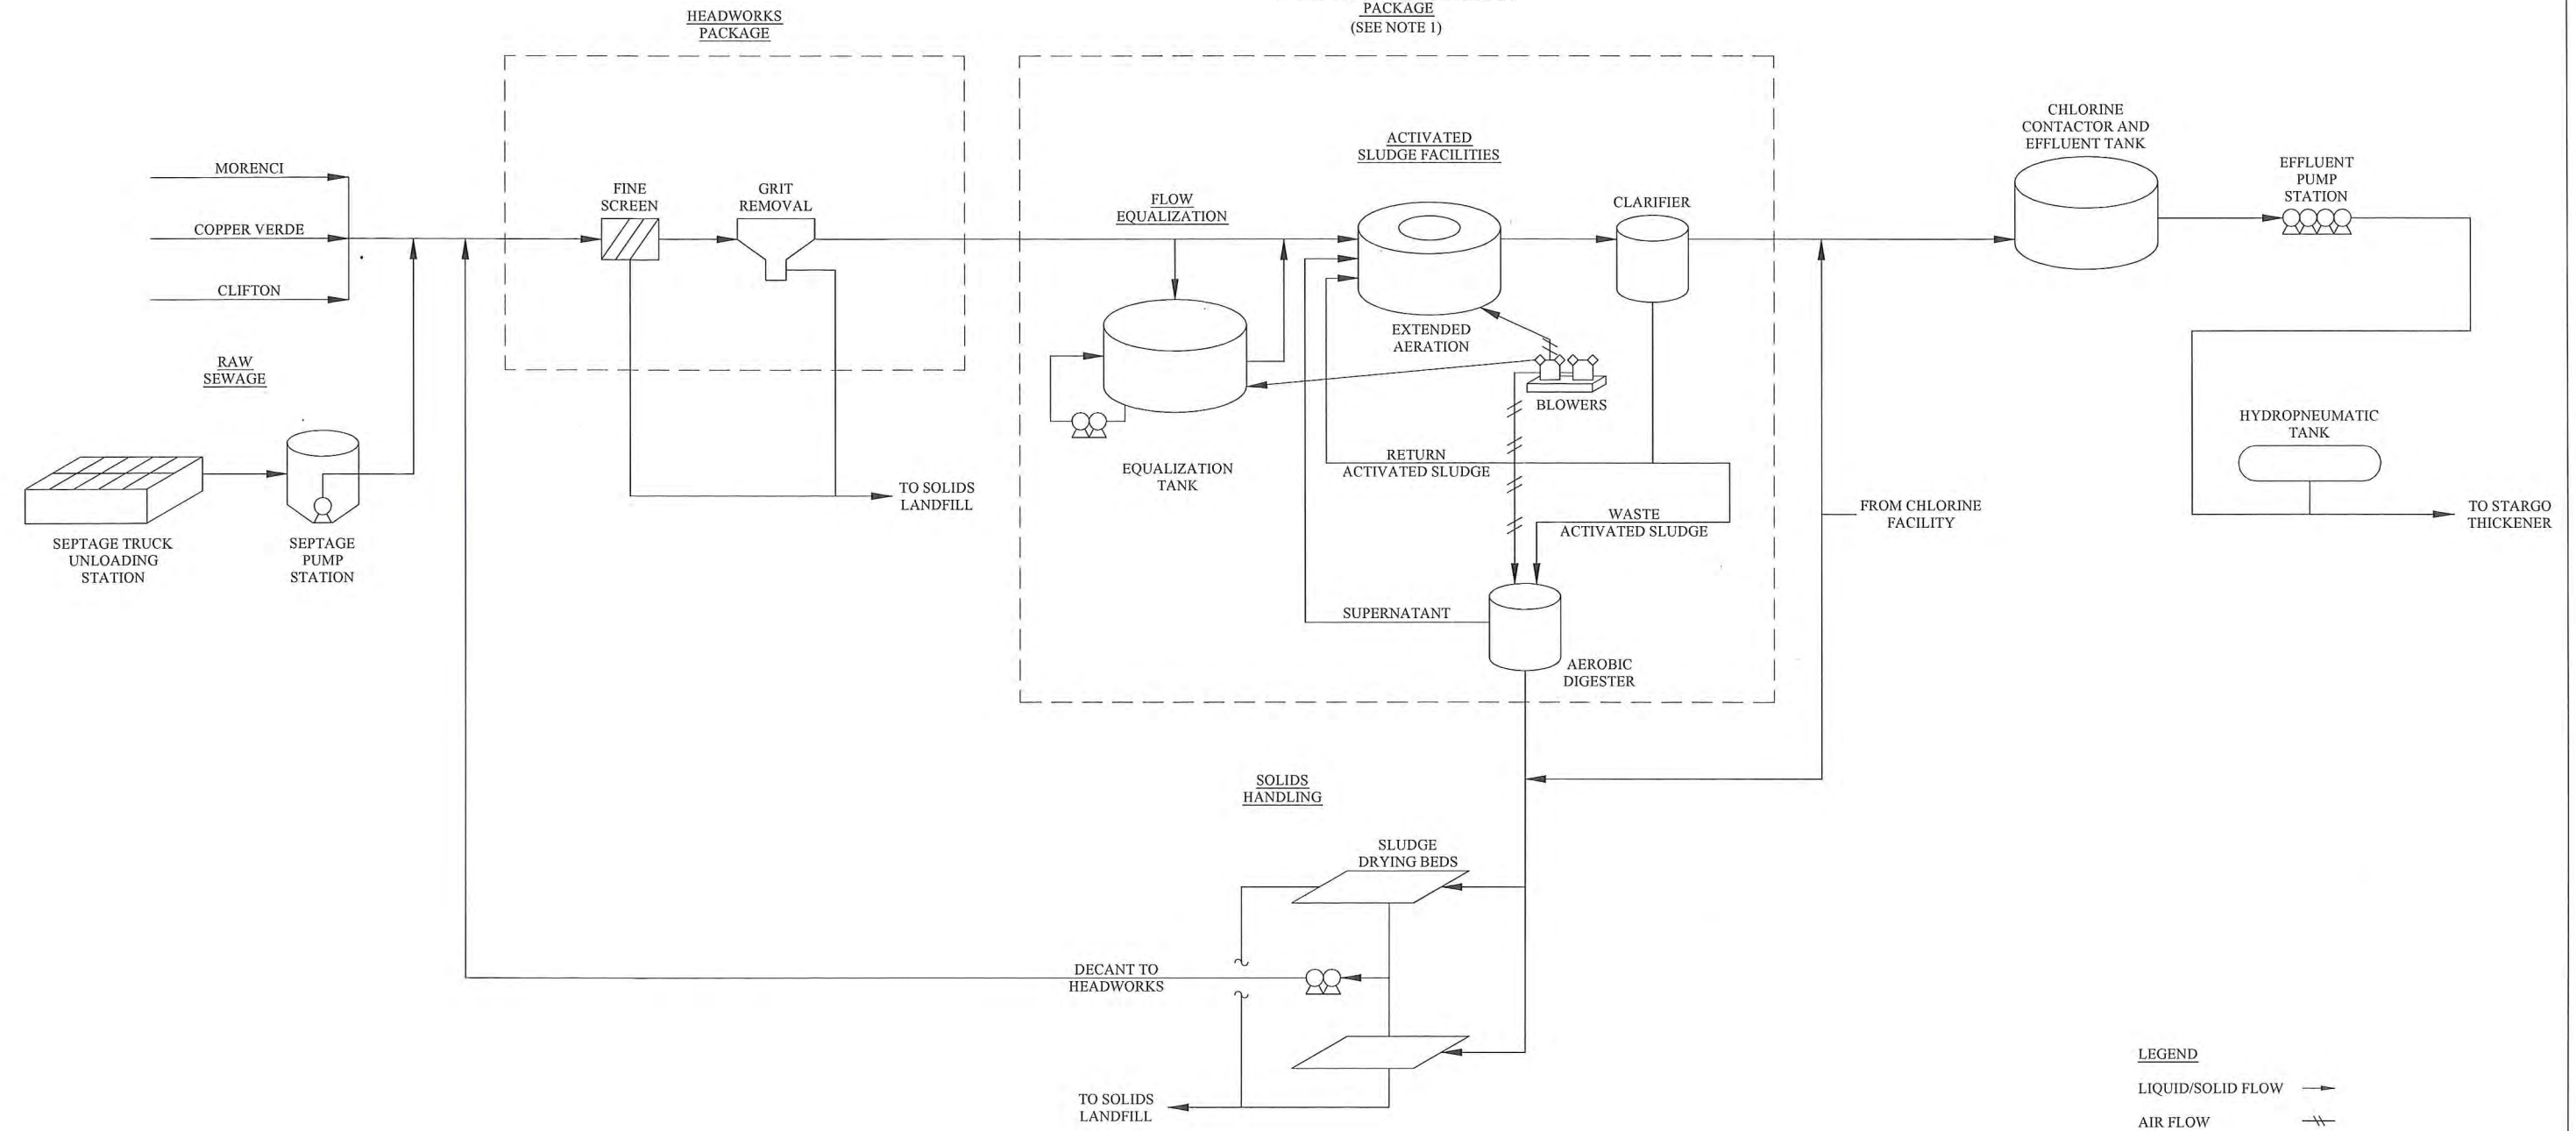 HEADWORKS
PACKAGE
PACKAGE
(SEE NOTE 1)
MORENCI
COPPER VERDE
CLIFTON
RAW
SEWAGE
SEPTAGE TRUCK
UNLOADING
STATION
SEPTAGE
PUMP
STATION
FINE
SCREEN
GRIT
REMOVAL
TO SOLIDS
LANDFILL
FLOW
EQUALIZATION
EQUALIZATION
TANK
ACTIVATED
SLUDGE FACILITIES
EXTENDED
AERATION
CLARIFIER
BLOWERS
RETURN
ACTIVATED SLUDGE
WASTE
ACTIVATED SLUDGE
SUPERNATANT
AEROBIC
DIGESTER
CHLORINE
CONTACTOR AND
EFFLUENT TANK
EFFLUENT
PUMP
STATION
HYDROPNEUMATIC
TANK
TO STARGO
THICKENER
FROM CHLORINE
FACILITY
SOLIDS
HANDLING
SLUDGE
DRYING BEDS
DECANT TO
HEADWORKS
TO SOLIDS
LANDFILL
LEGEND
LIQUID/SOLID FLOW
AIR FLOW